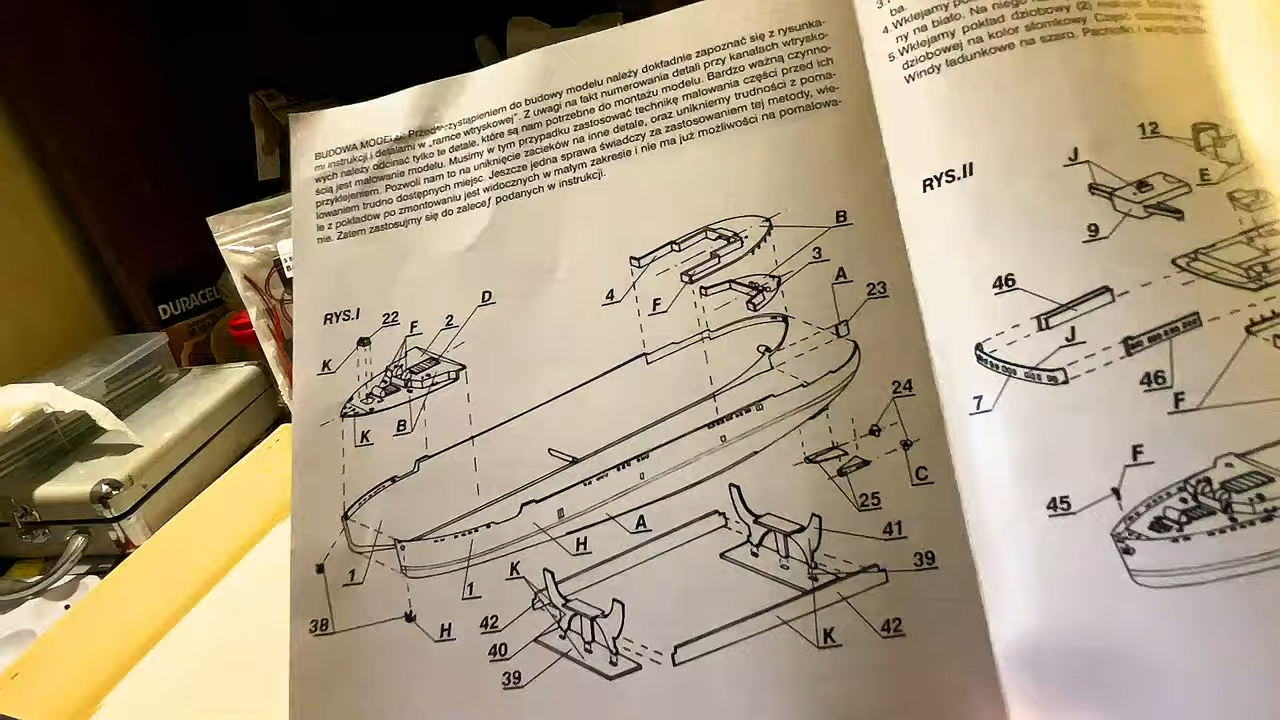 BUDOWA MODELU: Przed przystąpieniem do budowy modelu należy dokładnie zapoznać się z rysunka-
mi instrukcji i detalami w „ramce wtryskowej". Z uwagi na fakt numerowania detali przy kanałach wtrysko-
wych należy odcinać tylko te detale, które są nam potrzebne do montażu modelu. Bardzo ważną czynno-
ścią jest malowanie modelu. Musimy w tym przypadku zastosować technikę malowania części przed ich
przyklejeniem. Pozwoli nam to na uniknięcie zacieków na inne detale, oraz unikniemy trudności z poma-
lowaniem trudno dostępnych miejsc. Jeszcze jedna sprawa świadczy za zastosowaniem tej metody, wie-
le z pokładów po zmontowaniu jest widocznych w małym zakresie i nie ma już możliwości na pomalowa-
nie. Zatem zastosujmy się do zaleceƒ podanych w instrukcji.
RYS.I
22
F
2
D
K
K
B
4
F
B
3
A
23
24
C
25
1
1
H
A
38
H
K
42
40
39
41
39
42
K
DURACELL
3.
ba.
4. Wklejamy
ny na biało. Na niego
5. Wklejamy pokład dziobowy (2)
dziobowej na kolor słomkowy. Część
Windy ładunkowe na szaro. Pachołki i
RYS.II
12
J
E
9
46
J
7
46
F
F
45